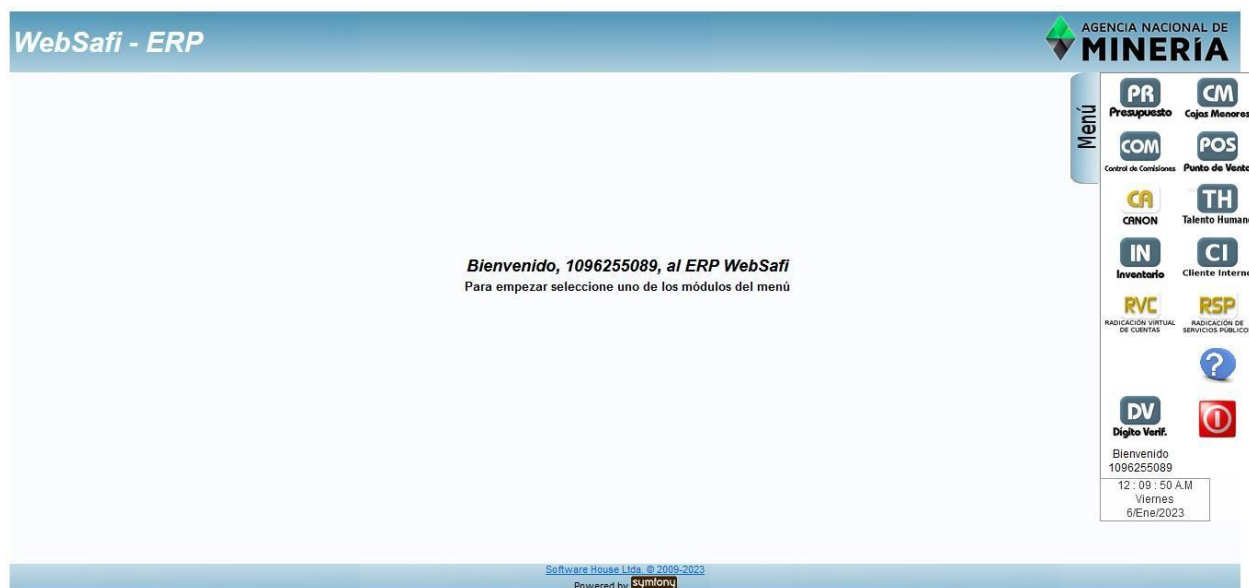 WebSafi - ERP
AGENCIA NACIONAL DE
MINERÍA
Menú
PR
Presupuesto
CM
Cajas Menores
COM
Control de Comisiones
POS
Punto de Venta
CA
CANON
TH
Talento Humano
IN
Inventario
CI
Cliente Interno
RVC
RADICACIÓN VIRTUAL
DE CUENTAS
RSP
RADICACIÓN DE
SERVICIOS PÚBLICO
?
DV
Dígito Verif.
Bienvenido
1096255089
12 : 09 : 50 A.M
Viernes
6/Ene/2023
Bienvenido, 1096255089, al ERP WebSafi
Para empezar seleccione uno de los módulos del menú
Software House Ltda. © 2009-2023
Powered by symfony